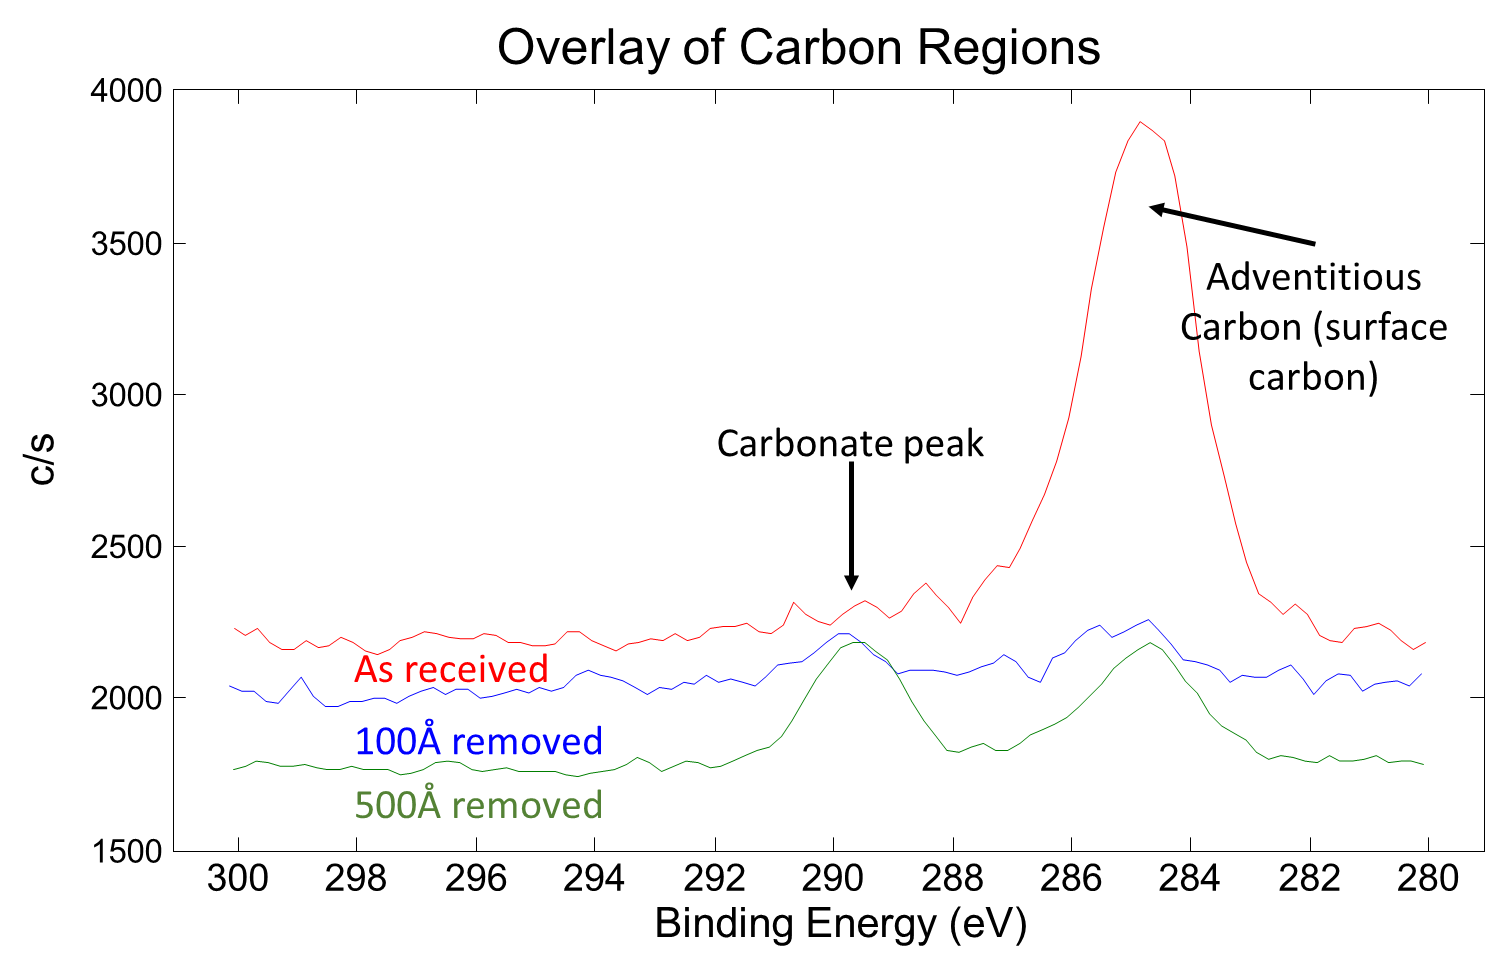 Overlay of Carbon Regions
4000
3500
3000
2500
2000
1500
c/s
Adventitious
Carbon (surface
carbon)
Carbonate peak
As received
100Å removed
500Å removed
300 298 296 294 292 290 288 286 284 282 280
Binding Energy (eV)